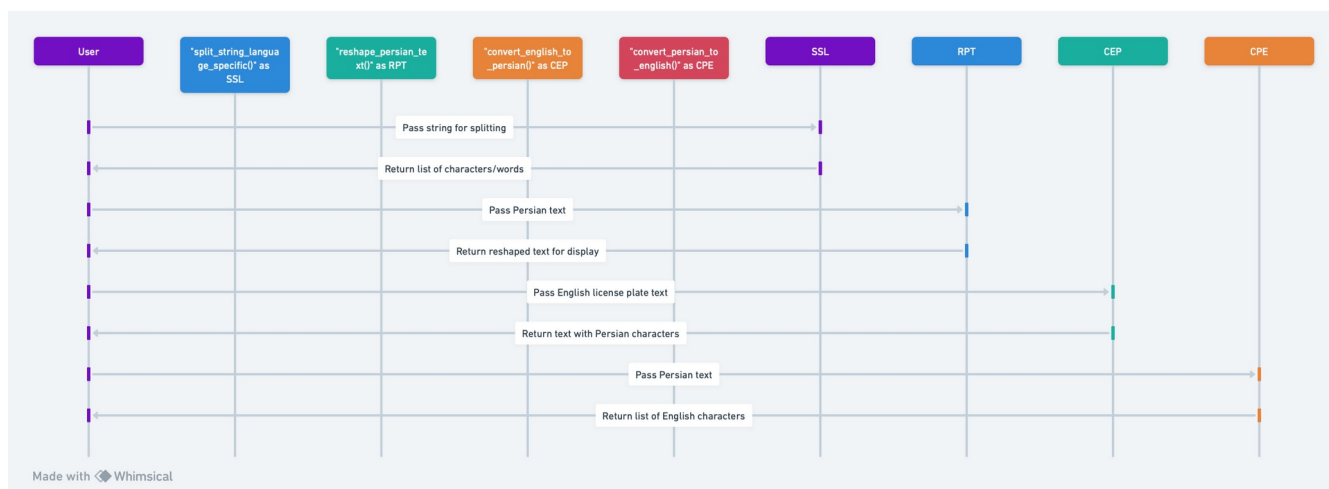 User
"split_string_langua
ge_specific()" as
SSL
"reshape_persian_te
xt()" as RPT
"convert_english_to
_persian()" as CEP
"convert_persian_to
_english()" as CPE
SSL
RPT
CEP
CPE
Pass string for splitting
Return list of characters/words
Pass Persian text
Return reshaped text for display
Pass English license plate text
Return text with Persian characters
Pass Persian text
Return list of English characters
Made with Whimsical